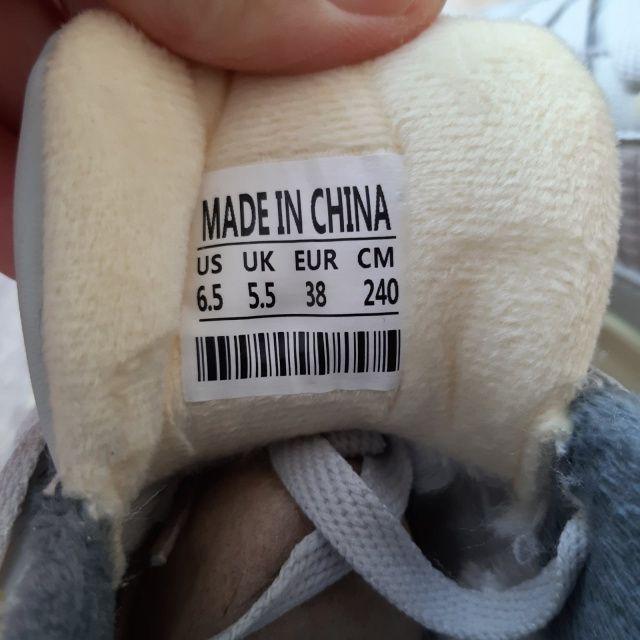 MADE IN CHINA
US UK EUR CM
6.5 5.5 38 240